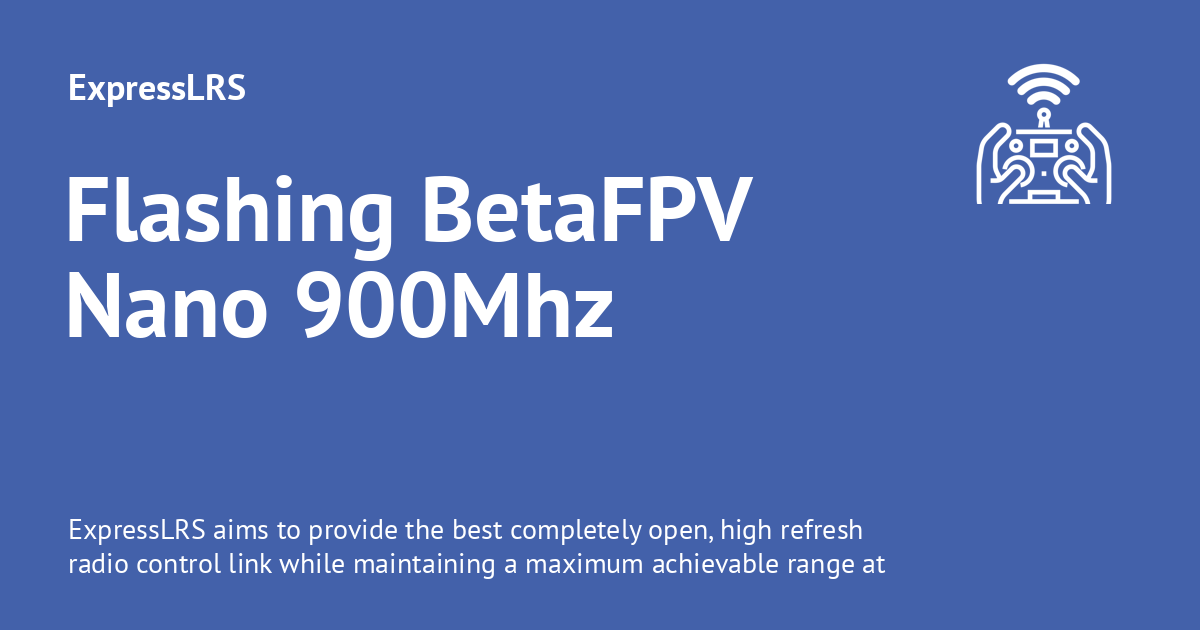 ExpressLRS
Flashing BetaFPV
Nano 900Mhz
ExpressLRS aims to provide the best completely open, high refresh
radio control link while maintaining a maximum achievable range at